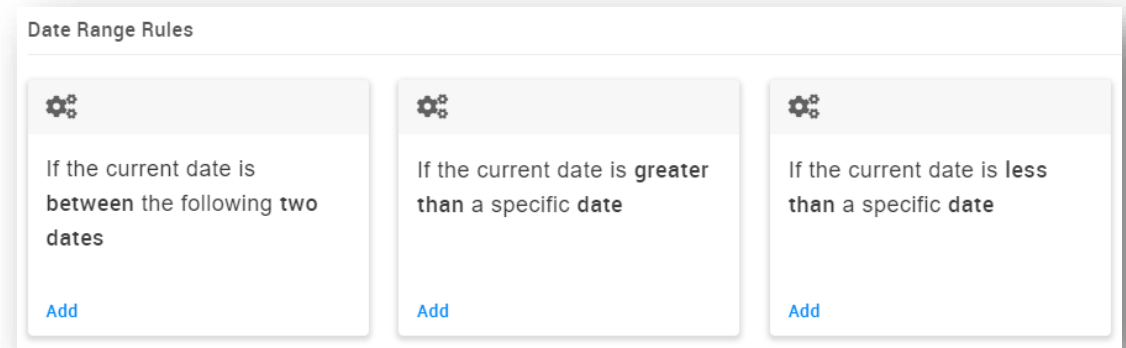 Date Range Rules
If the current date is
between the following two
dates
Add
If the current date is greater
than a specific date
Add
If the current date is less
than a specific date
Add